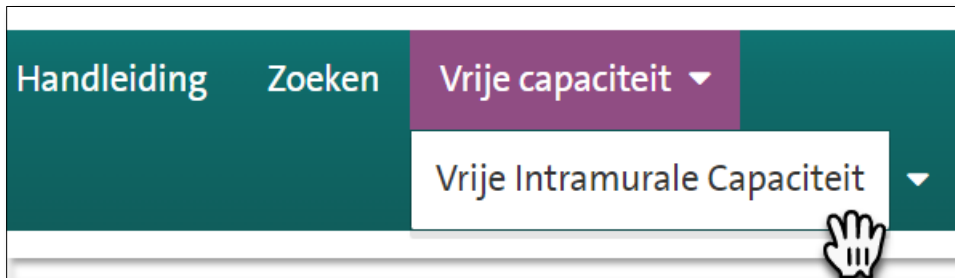 Handleiding Zoeken Vrije capaciteit
Vrije Intramurale Capaciteit